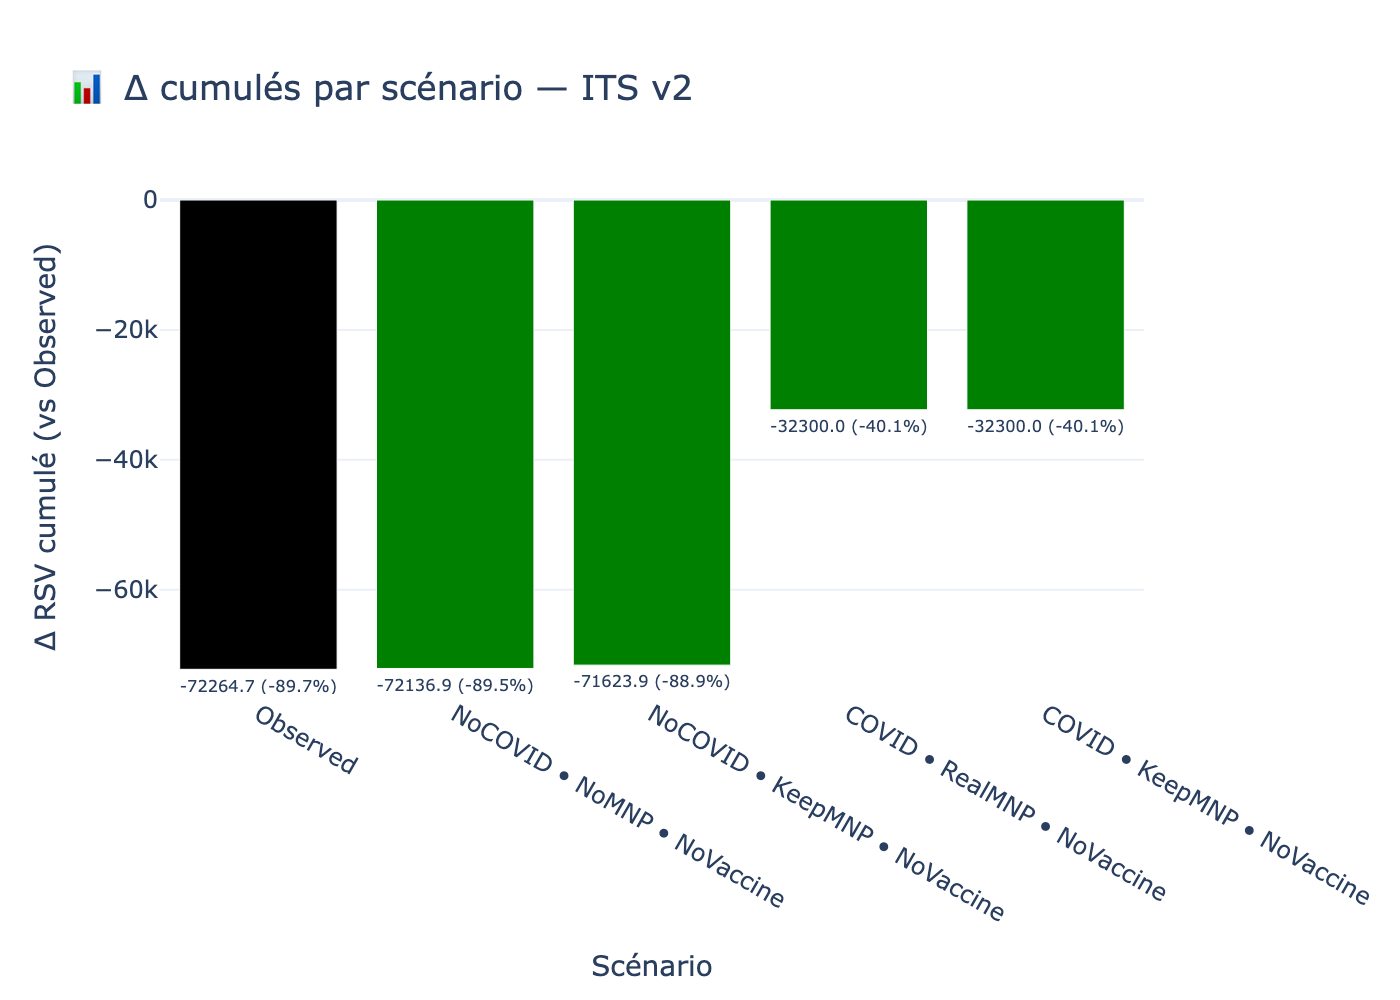 📊 Δ cumulés par scénario — ITS v2
Δ RSV cumulé (vs Observed)
0
−20k
−40k
−60k
-72264.7 (-89.7%)
-72136.9 (-89.5%)
-71623.9 (-88.9%)
-32300.0 (-40.1%)
-32300.0 (-40.1%)
Observed
NoCOVID • NoMNP • NoVaccine
NoCOVID • KeepMNP • NoVaccine
COVID • RealMNP • NoVaccine
COVID • KeepMNP • NoVaccine
Scénario